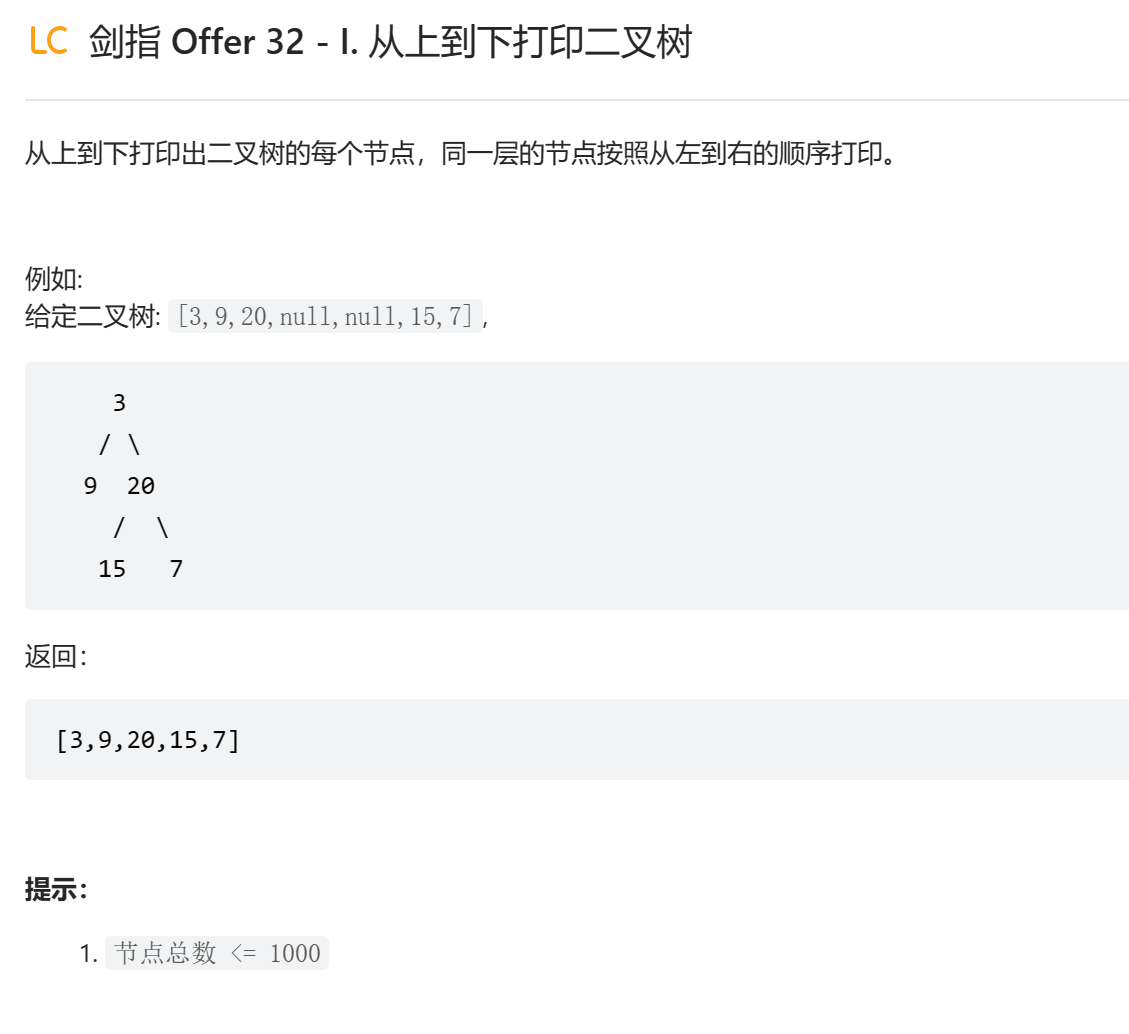 LC 剑指 Offer 32 - I. 从上到下打印二叉树
从上到下打印出二叉树的每个节点，同一层的节点按照从左到右的顺序打印。
例如:
给定二叉树: [3,9,20,null,null,15,7],
3
/ \
9 20
/ \
15 7
返回：
[3,9,20,15,7]
提示：
1. 节点总数 <= 1000